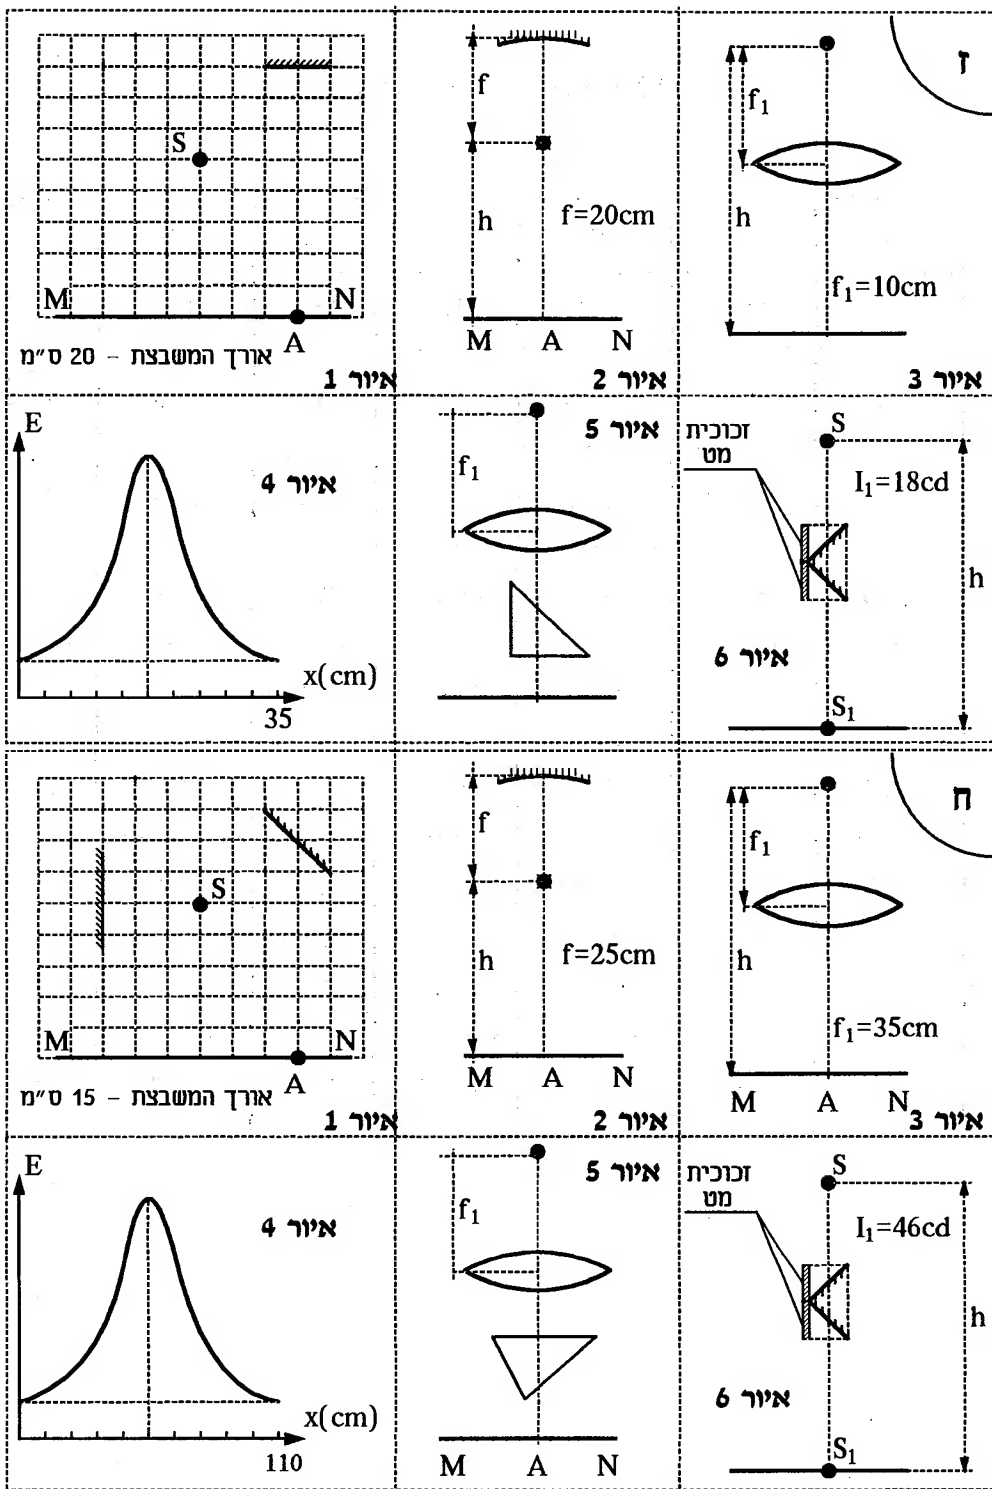 ז
S
M
N
A
אורך המשבצת - 20 ס"מ
איור 1
f
h
f=20cm
M A N
איור 2
f₁
h
f₁=10cm
איור 3
E
איור 4
x(cm)
35
איור 5
f₁
זכוכית
מט
S
I₁=18cd
h
איור 6
S₁
ח
S
M
N
A
אורך המשבצת - 15 ס"מ
איור 1
f
h
f=25cm
M A N
איור 2
f₁
h
f₁=35cm
M A N
איור 3
E
איור 4
x(cm)
110
איור 5
f₁
M A N
זכוכית
מט
S
I₁=46cd
h
איור 6
S₁